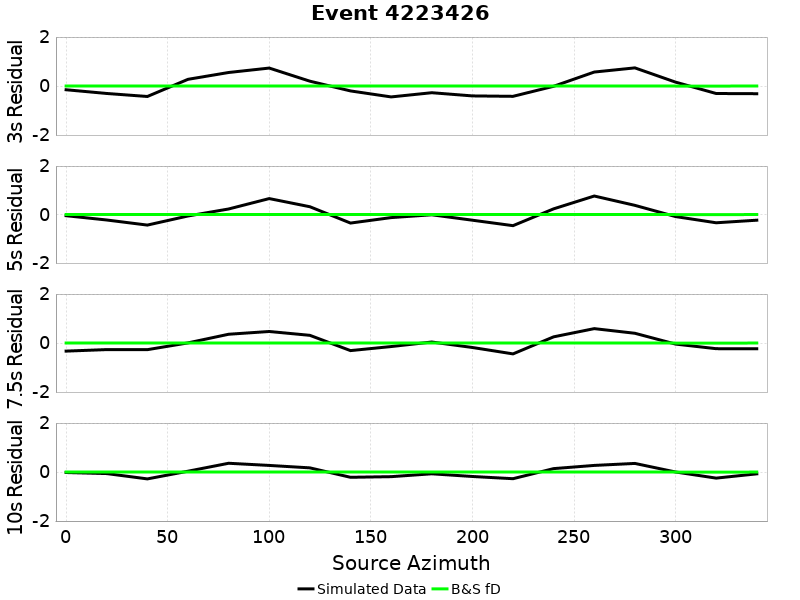 Event 4223426
3s Residual
2
0
-2
5s Residual
2
0
-2
7.5s Residual
2
0
-2
10s Residual
2
0
-2
0 50 100 150 200 250 300
Source Azimuth
Simulated Data B&S fD